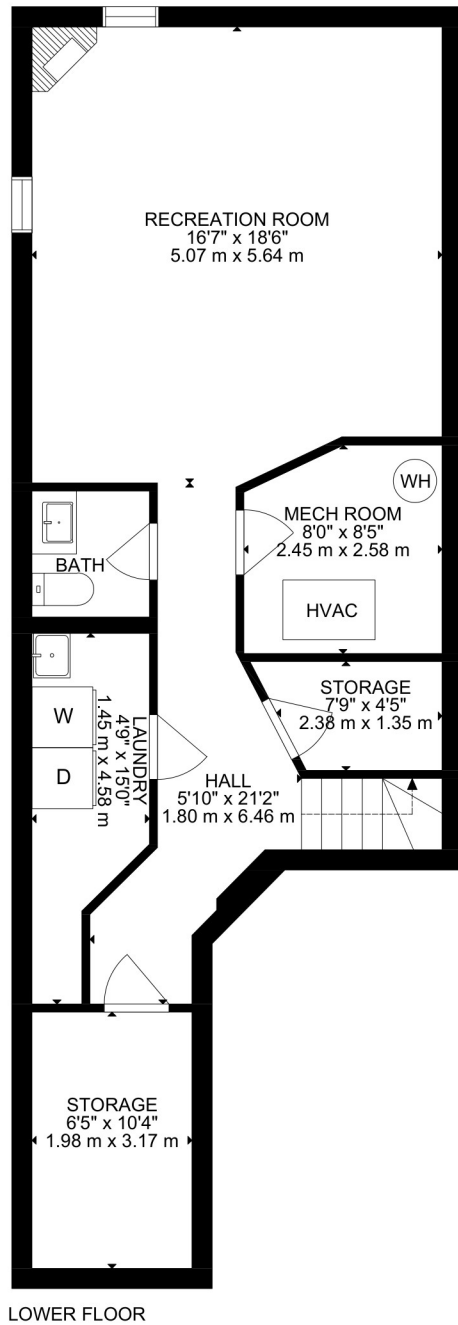 RECREATION ROOM
16'7" x 18'6"
5.07 m x 5.64 m
WH
MECH ROOM
8'0" x 8'5"
2.45 m x 2.58 m
HVAC
BATH
STORAGE
7'9" x 4'5"
2.38 m x 1.35 m
W
D
LAUNDRY
4'9" x 15'0"
1.45 m x 4.58 m
HALL
5'10" x 21'2"
1.80 m x 6.46 m
STORAGE
6'5" x 10'4"
1.98 m x 3.17 m
LOWER FLOOR